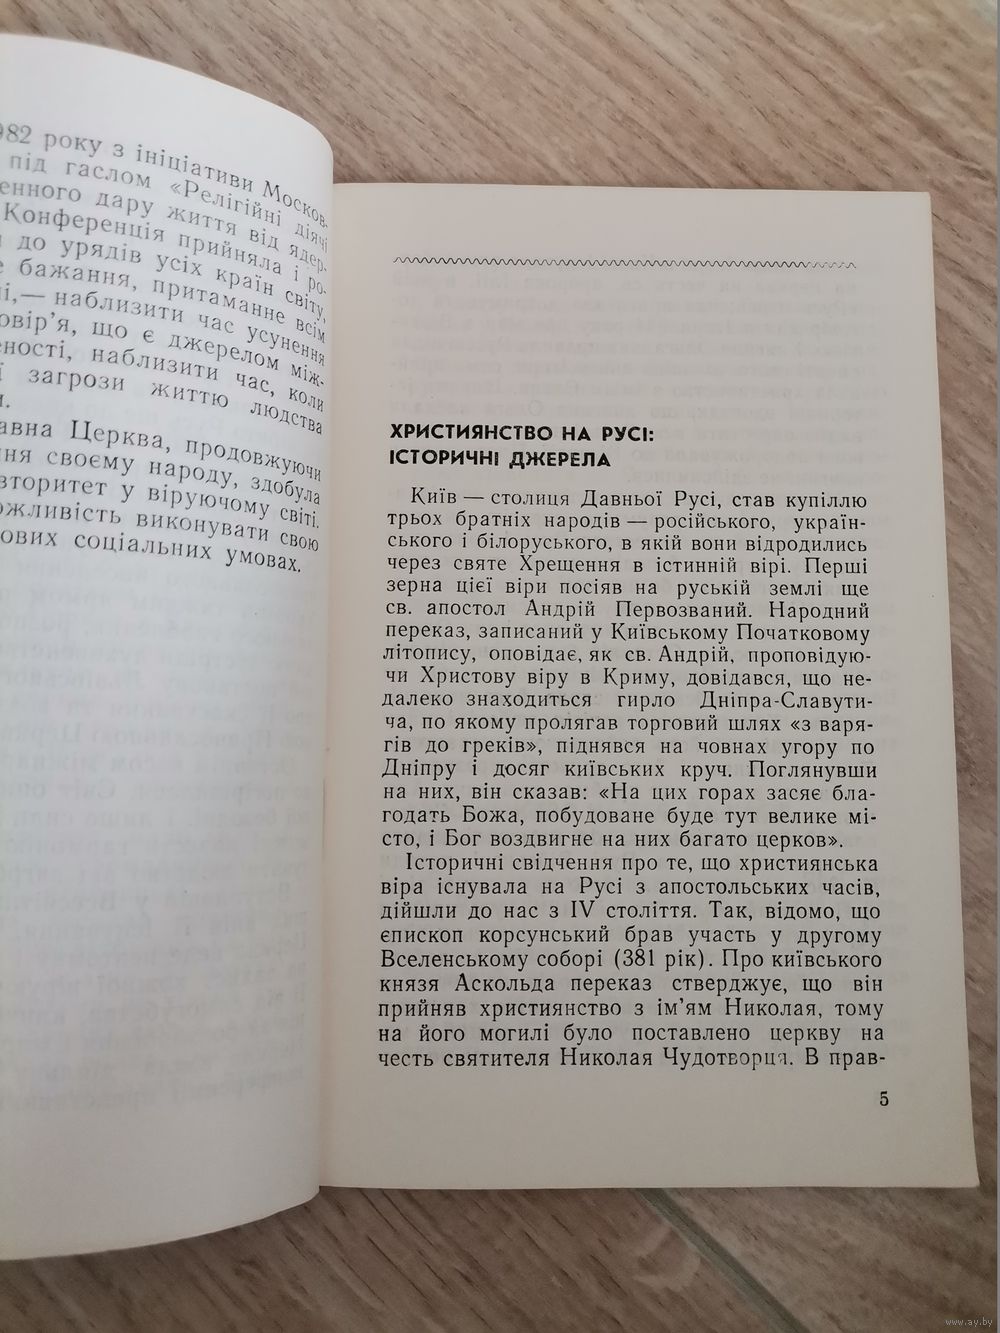 982 року з ініціативи Москов-
під гаслом «Релігійні діячі
енного дару життя від ядер-
Конференція прийняла і ро-
до урядів усіх країн світу,
бажання, притаманне всім
і,— наблизити час усунення
овір’я, що є джерелом між-
еності, наблизити час, коли
загрози життю людства
авна Церква, продовжуючи
ння своєму народу, здобула
вторитет у віруючому світі.
ожливість виконувати свою
ових соціальних умовах.
ХРИСТИЯНСТВО НА РУСІ:
ІСТОРИЧНІ ДЖЕРЕЛА
Київ — столиця Давньої Русі, став купіллю
трьох братніх народів — російського, україн-
ського і білоруського, в якій вони відродились
через святе Хрещення в істинній вірі. Перші
зерна цієї віри посіяв на руській землі ще
св. апостол Андрій Первозваний. Народний
переказ, записаний у Київському Початковому
літопису, оповідає, як св. Андрій, проповідую-
чи Христову віру в Криму, довідався, що не-
далеко знаходиться гирло Дніпра-Славути-
ча, по якому пролягав торговий шлях «з варя-
гів до греків», піднявся на човнах угору по
Дніпру і досяг київських круч. Поглянувши
на них, він сказав: «На цих горах засяє бла-
годать Божа, побудоване буде тут велике мі-
сто, і Бог воздвигне на них багато церков».
Історичні свідчення про те, що християнська
віра існувала на Русі з апостольських часів,
дійшли до нас з IV століття. Так, відомо, що
єпископ корсунський брав участь у другому
Вселенському соборі (381 рік). Про київського
князя Аскольда переказ стверджує, що він
прийняв християнство з ім’ям Николая, тому
на його могилі було поставлено церкву на
честь святителя Николая Чудотворця. В прав-
5
www.ay.by